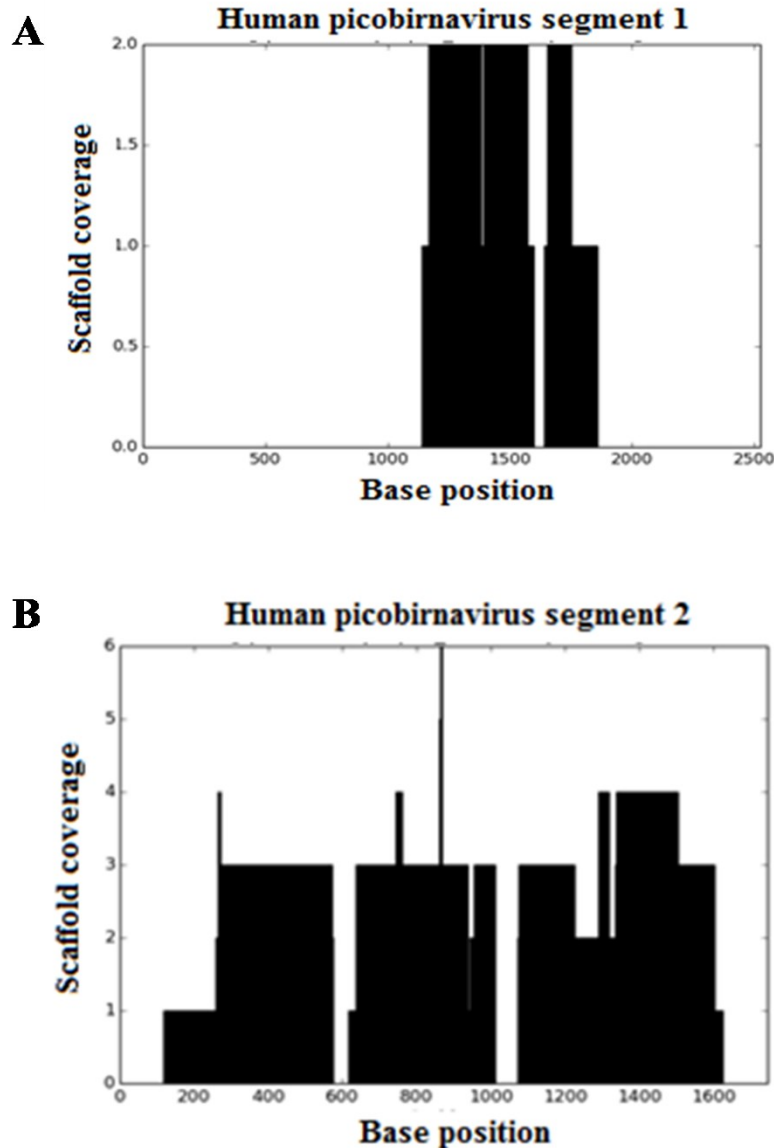 A
Human picobirnavirus segment 1
Scaffold coverage
2.0
1.5
1.0
0.5
0.0
0 500 1000 1500 2000 2500
Base position
B
Human picobirnavirus segment 2
Scaffold coverage
6
5
4
3
2
1
0
0 200 400 600 800 1000 1200 1400 1600
Base position